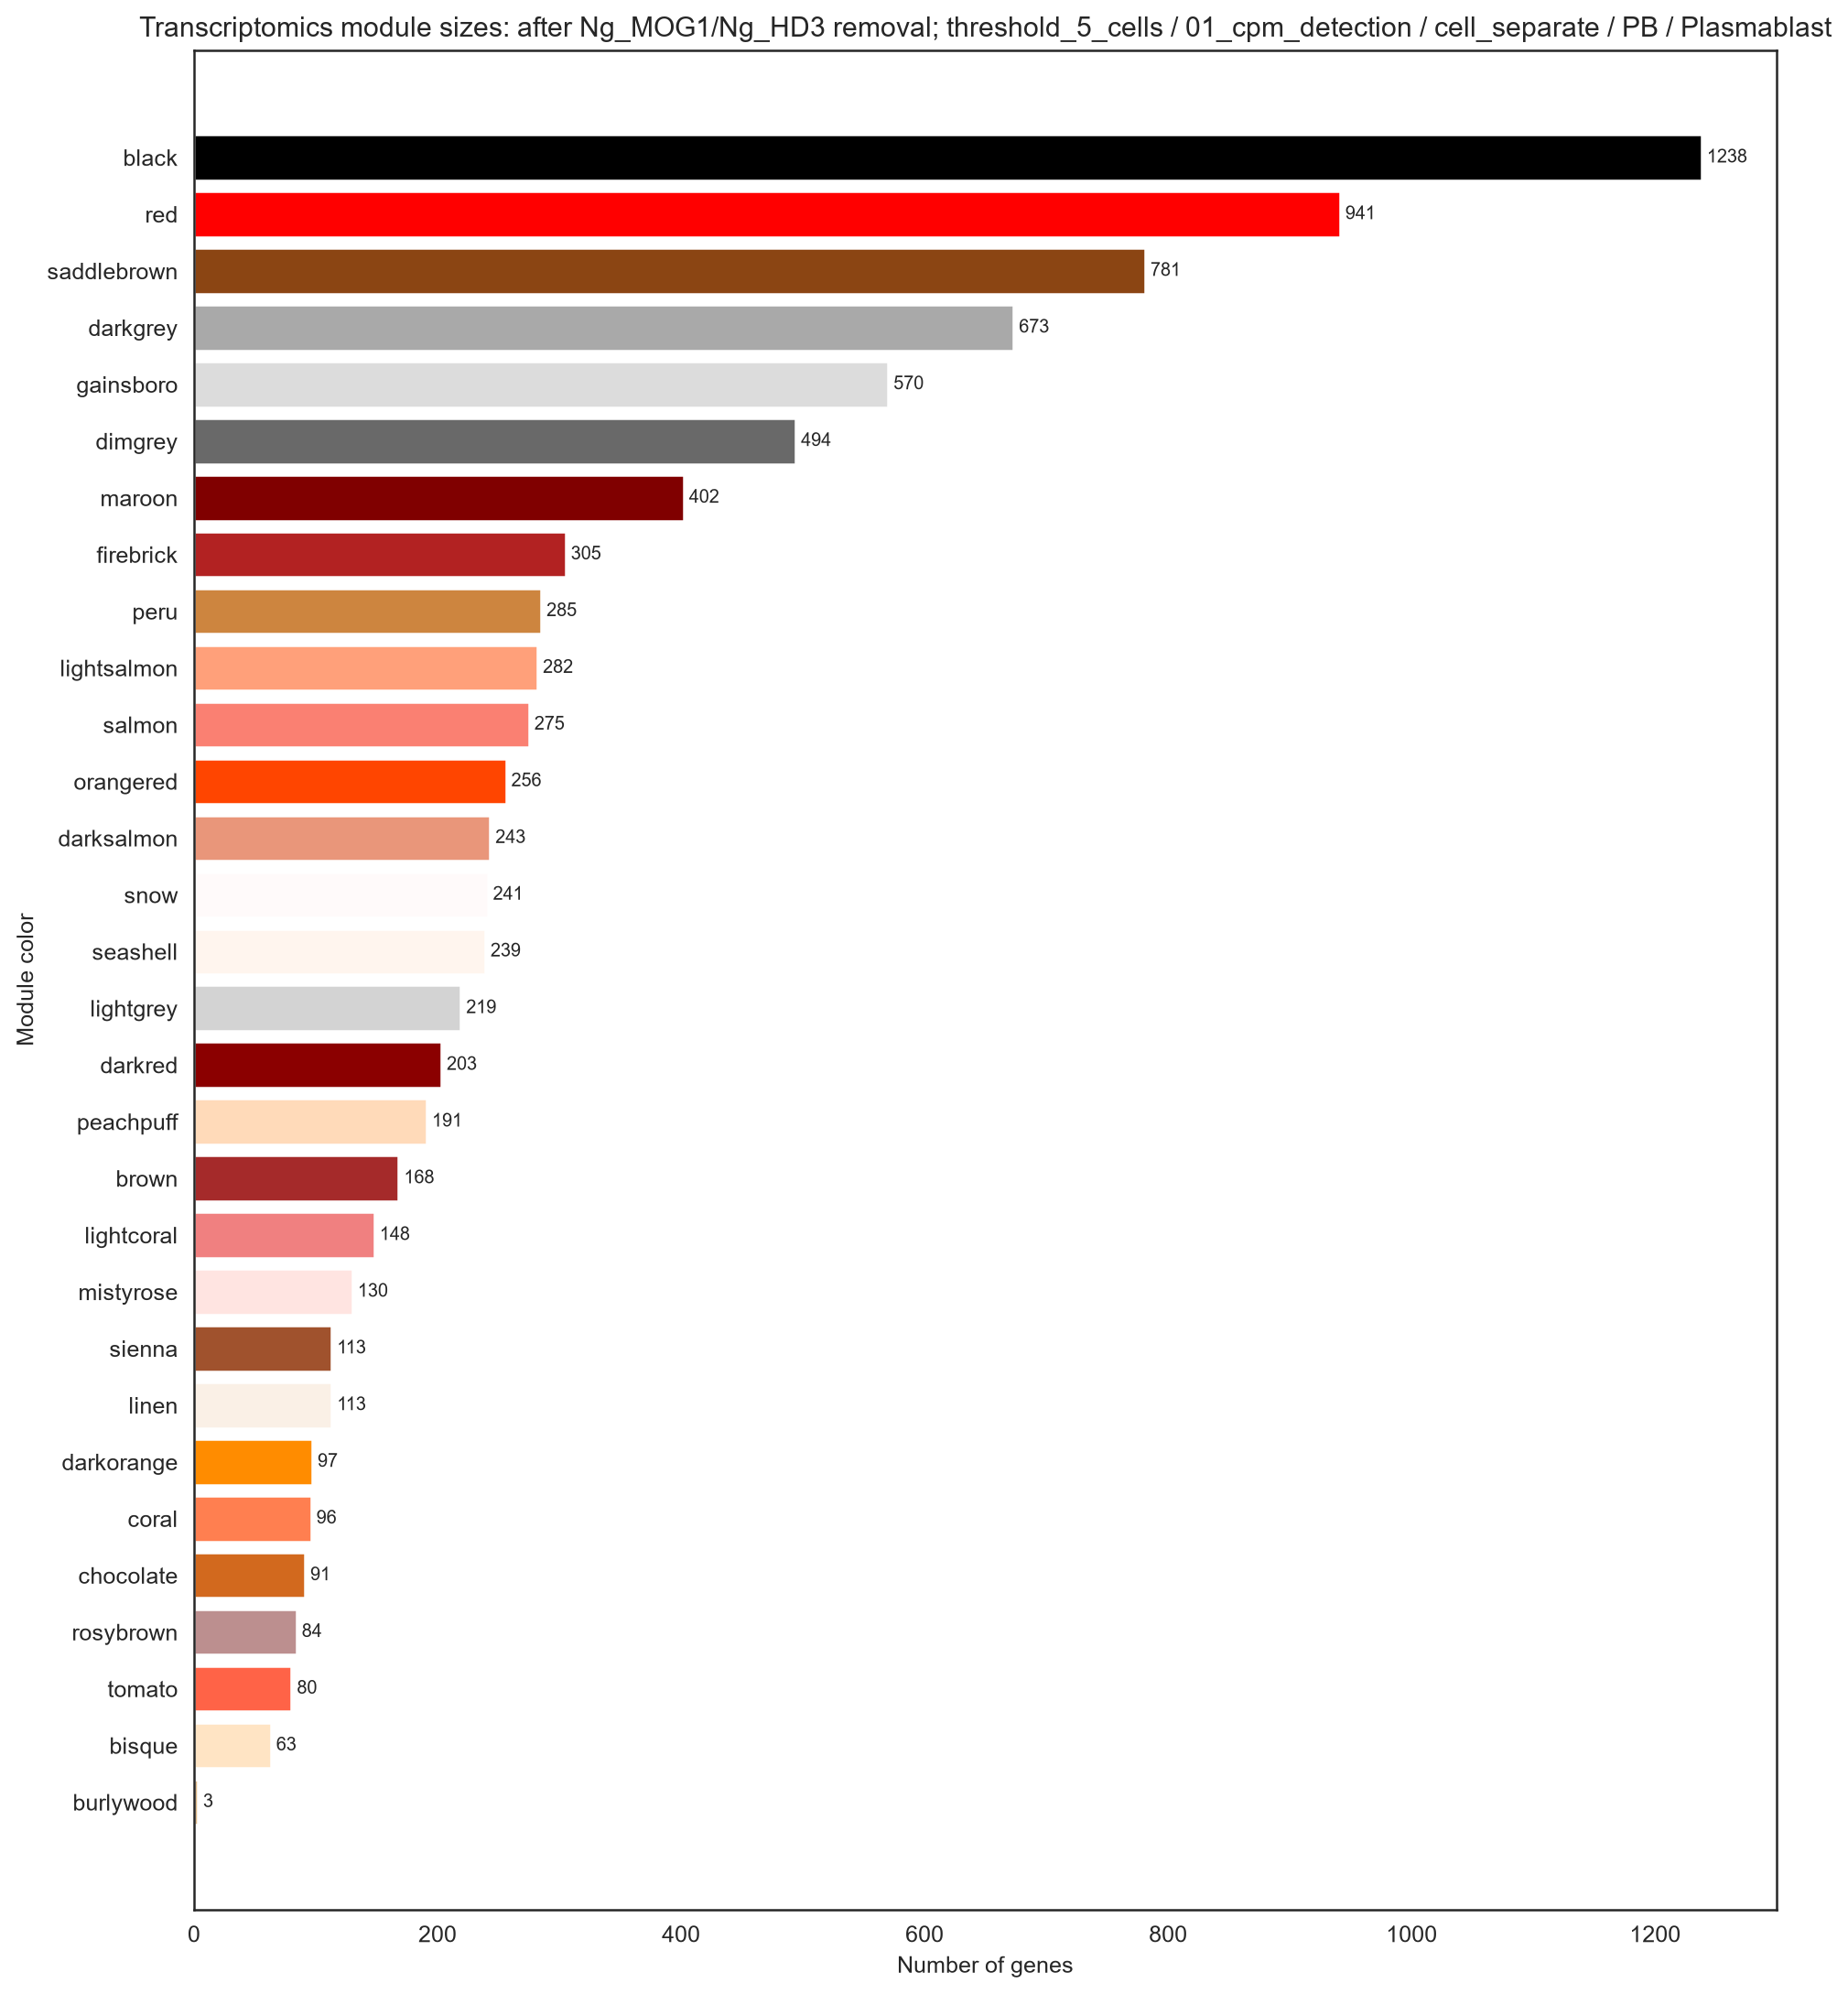 Transcriptomics module sizes: after Ng_MOG1/Ng_HD3 removal; threshold_5_cells / 01_cpm_detection / cell_separate / PB / Plasmablast
black 1238
red 941
saddlebrown 781
darkgrey 673
gainsboro 570
dimgrey 494
maroon 402
firebrick 305
peru 285
lightsalmon 282
salmon 275
orangered 256
darksalmon 243
snow 241
seashell 239
lightgrey 219
darkred 203
peachpuff 191
brown 168
lightcoral 148
mistyrose 130
sienna 113
linen 113
darkorange 97
coral 96
chocolate 91
rosybrown 84
tomato 80
bisque 63
burlywood 3
Module color
0 200 400 600 800 1000 1200
Number of genes